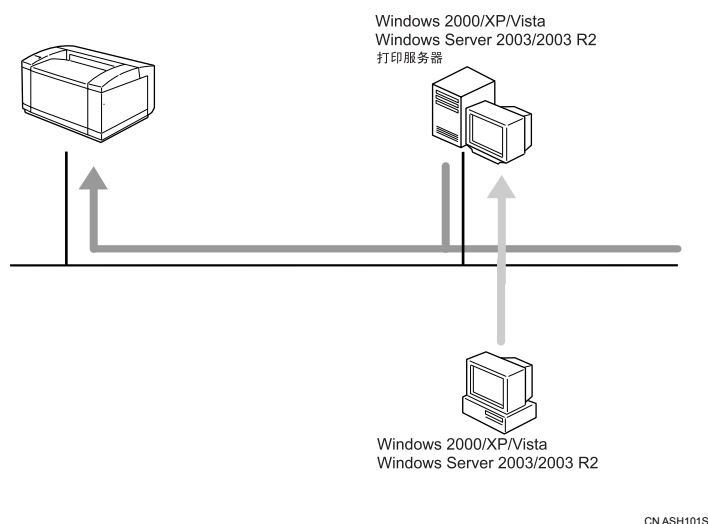 Windows 2000/XP/Vista
Windows Server 2003/2003 R2
打印服务器
Windows 2000/XP/Vista
Windows Server 2003/2003 R2
CN ASH101S